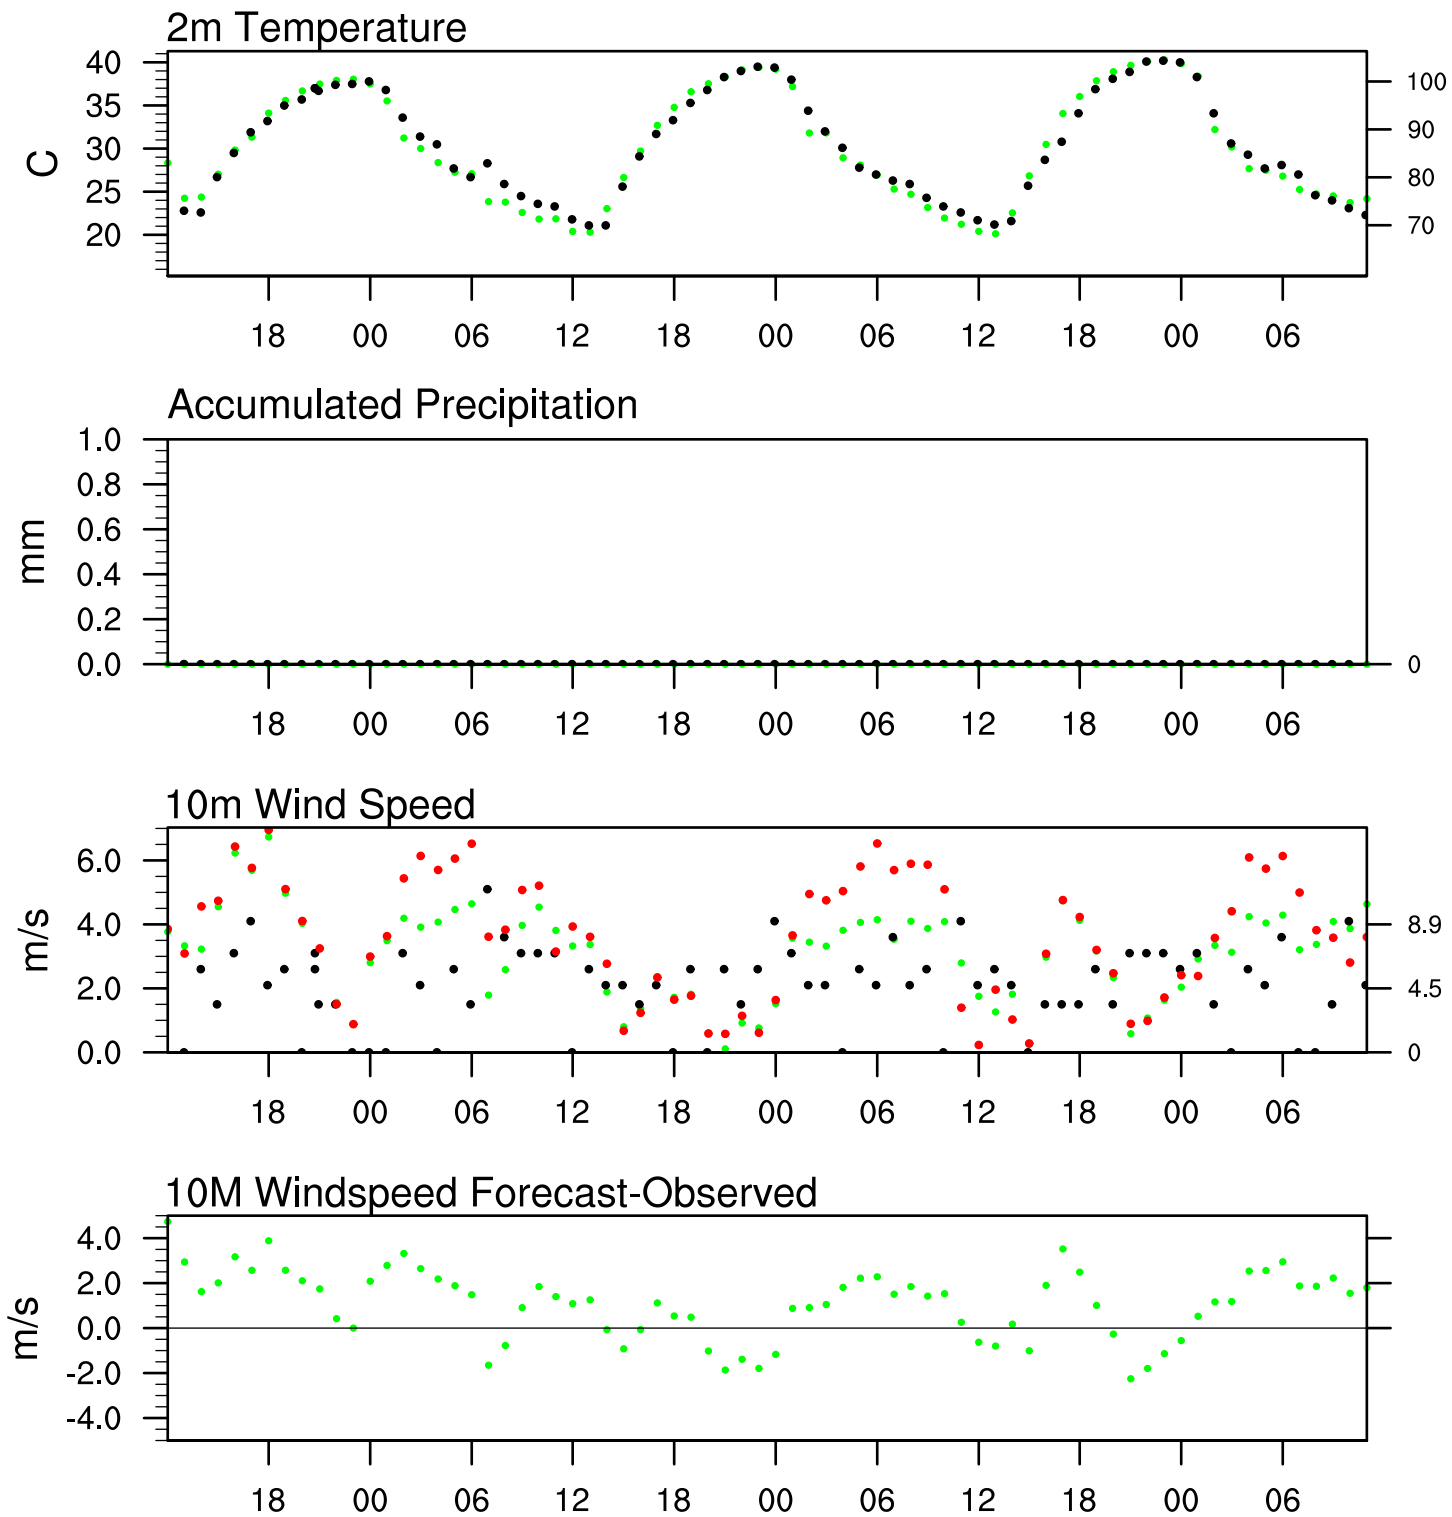 2m Temperature
40
35
30
25
20
C
100
90
80
70
18 00 06 12 18 00 06 12 18 00 06
Accumulated Precipitation
1.0
0.8
0.6
0.4
0.2
0.0
mm
0
18 00 06 12 18 00 06 12 18 00 06
10m Wind Speed
6.0
4.0
2.0
0.0
m/s
8.9
4.5
0
18 00 06 12 18 00 06 12 18 00 06
10M Windspeed Forecast-Observed
4.0
2.0
0.0
-2.0
-4.0
m/s
18 00 06 12 18 00 06 12 18 00 06